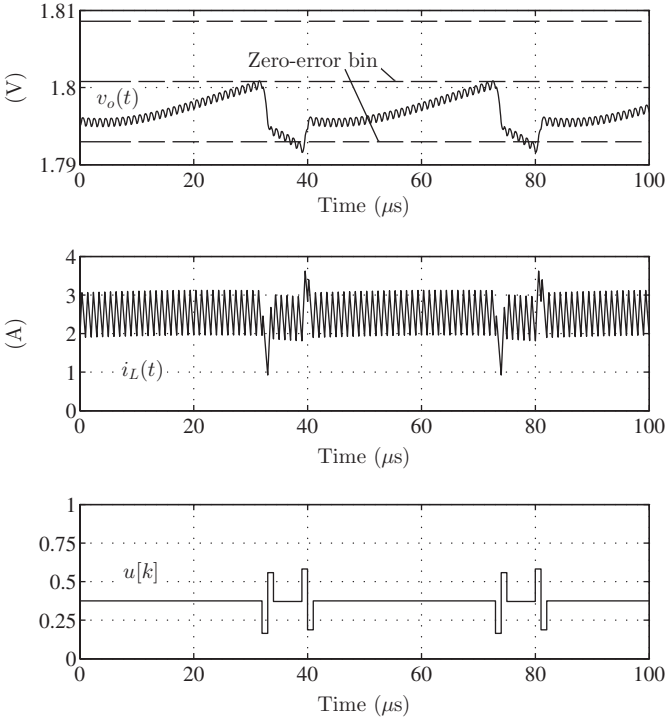 1.81
Zero-error bin
1.8
(V)
v_o(t)
1.79
0 20 40 60 80 100
Time (μs)
4
3
2
(A)
1
i_L(t)
0
0 20 40 60 80 100
Time (μs)
1
0.75
u[k]
0.5
0.25
0
0 20 40 60 80 100
Time (μs)